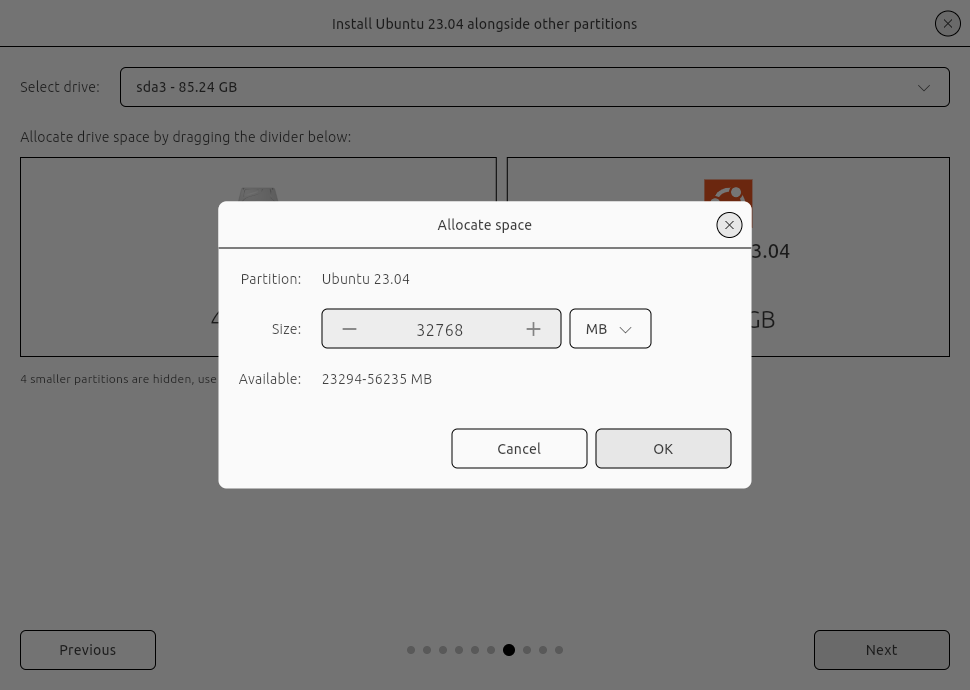 Install Ubuntu 23.04 alongside other partitions
Select drive: sda3 - 85.24 GB
Allocate drive space by dragging the divider below:
Allocate space
Partition: Ubuntu 23.04
3.04
Size: 32768 MB
GB
4 smaller partitions are hidden, use
Available: 23294-56235 MB
Cancel OK
Previous Next